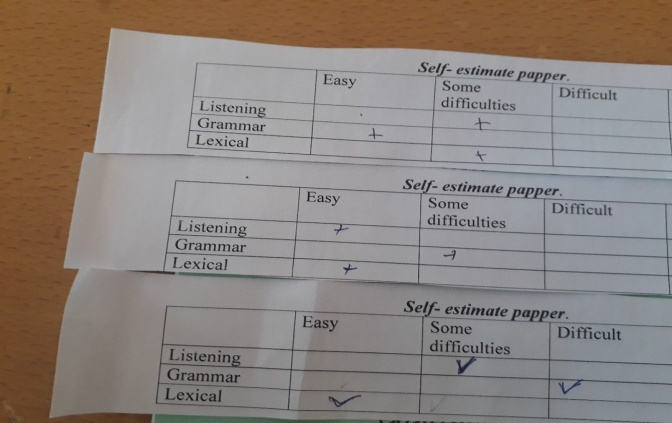 Self- estimate papper.
Easy Some difficulties Difficult
Listening +
Grammar +
Lexical +
Self- estimate papper.
Easy Some difficulties Difficult
Listening +
Grammar +
Lexical +
Self- estimate papper.
Easy Some difficulties Difficult
Listening ✓
Grammar ✓
Lexical ✓